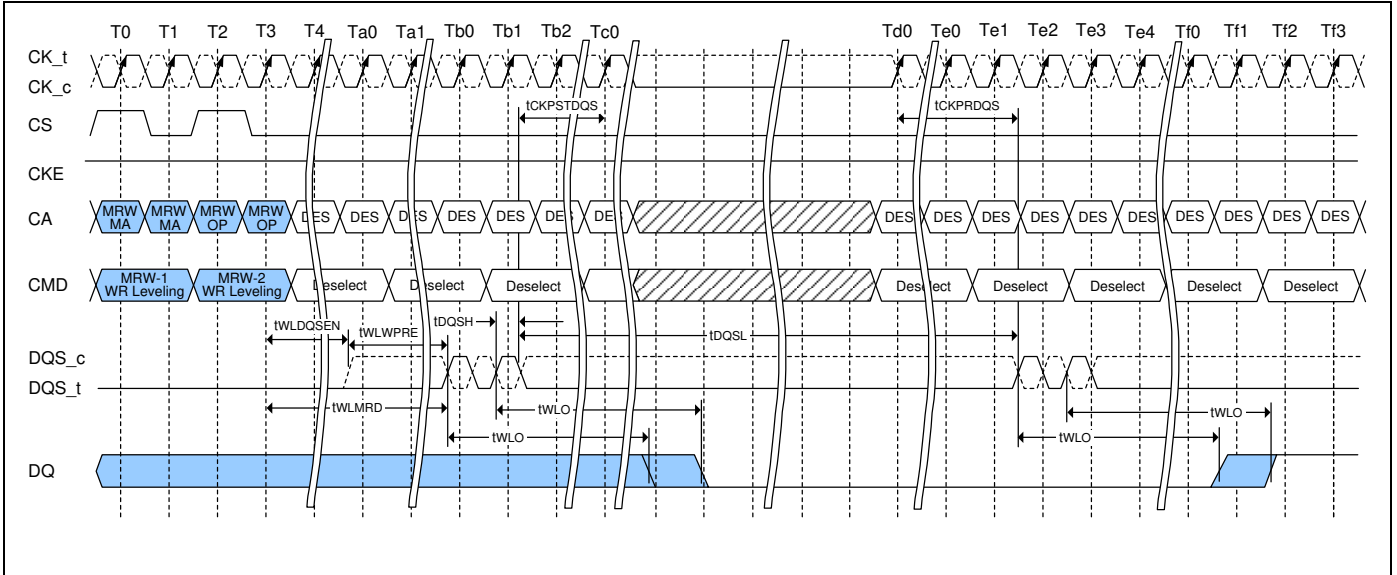 T0 T1 T2 T3 T4 Ta0 Ta1 Tb0 Tb1 Tb2 Tc0 Td0 Te0 Te1 Te2 Te3 Te4 Tf0 Tf1 Tf2 Tf3
CK_t
CK_c
tCKPSTDQS tCKPRDQS
CS
CKE
CA
MRW MA MRW MA MRW OP MRW OP DES DES DES DES DES DES DES DES DES DES DES DES DES DES DES DES DES
CMD
MRW-1 WR Leveling MRW-2 WR Leveling Deselect Deselect Deselect Deselect Deselect Deselect Deselect Deselect
tWLDQSEN tWLWPRE tDQSH tDQSL
DQS_c
DQS_t
tWLMRD tWLO tWLO
tWLO tWLO
DQ